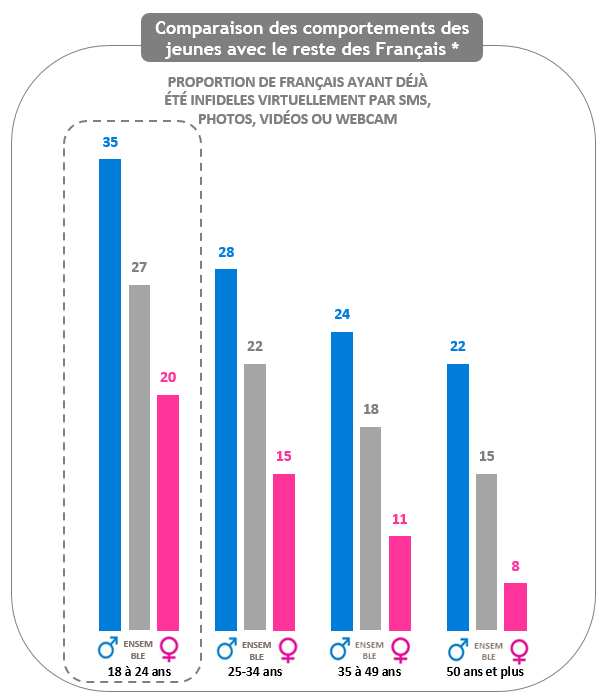 Comparaison des comportements des
jeunes avec le reste des Français *
PROPORTION DE FRANÇAIS AYANT DÉJÀ
ÉTÉ INFIDELES VIRTUELLEMENT PAR SMS,
PHOTOS, VIDÉOS OU WEBCAM
35
27
20
28
22
15
24
18
11
22
15
8
♂ ENSEM
BLE ♀
18 à 24 ans
♂ ENSEM
BLE ♀
25-34 ans
♂ ENSEM
BLE ♀
35 à 49 ans
♂ ENSEM
BLE ♀
50 ans et plus